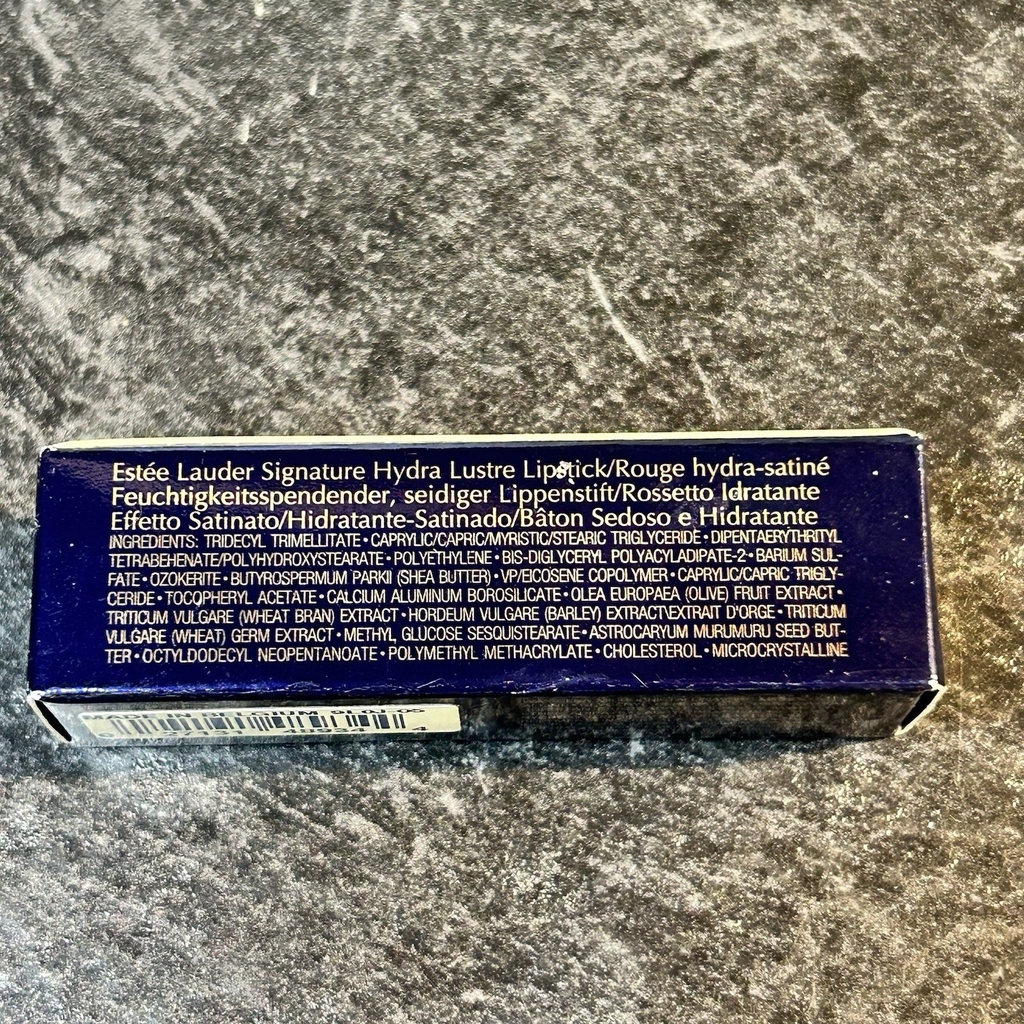 Estée Lauder Signature Hydra Lustre Lipstick/Rouge hydra-satiné
Feuchtigkeitsspendender, seidiger Lippenstift/Rossetto Idratante
Effetto Satinato/Hidratante-Satinado/Bâton Sedoso e Hidratante
INGREDIENTS: TRIDECYL TRIMELLITATE • CAPRYLIC/CAPRIC/MYRISTIC/STEARIC TRIGLYCERIDE • DIPENTAERYTHRITYL
TETRABEHENATE/POLYHYDROXYSTEARATE • POLYETHYLENE • BIS-DIGLYCERYL POLYACYLADIPATE-2 • BARIUM SUL-
FATE • OZOKERITE • BUTYROSPERMUM PARKII (SHEA BUTTER) • VP/EICOSENE COPOLYMER • CAPRYLIC/CAPRIC TRIGLY-
CERIDE • TOCOPHERYL ACETATE • CALCIUM ALUMINUM BOROSILICATE • OLEA EUROPAEA (OLIVE) FRUIT EXTRACT •
TRITICUM VULGARE (WHEAT BRAN) EXTRACT • HORDEUM VULGARE (BARLEY) EXTRACT\EXTRAIT D'ORGE • TRITICUM
VULGARE (WHEAT) GERM EXTRACT • METHYL GLUCOSE SESQUISTEARATE • ASTROCARYUM MURUMURU SEED BUT-
TER • OCTYLDODECYL NEOPENTANOATE • POLYMETHYL METHACRYLATE • CHOLESTEROL • MICROCRYSTALLINE
MADE IN